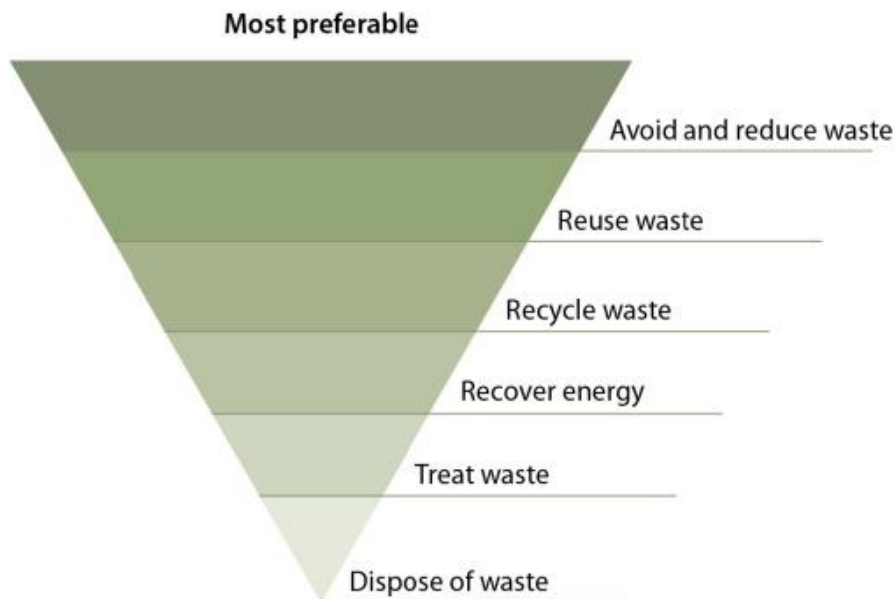 Most preferable
Avoid and reduce waste
Reuse waste
Recycle waste
Recover energy
Treat waste
Dispose of waste